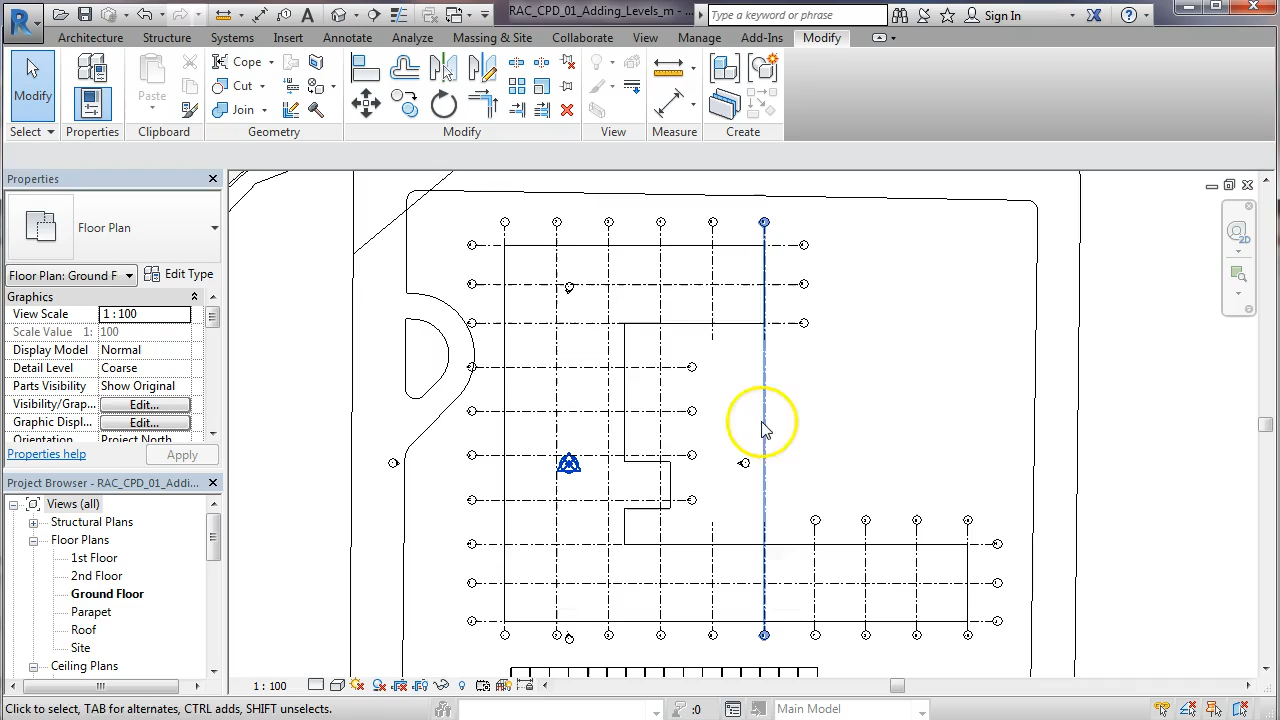 RAC_CPD_01_Adding_Levels_m - ...
Type a keyword or phrase
Sign In
Architecture
Structure
Systems
Insert
Annotate
Analyze
Massing & Site
Collaborate
View
Manage
Add-Ins
Modify
Modify
Paste
Cope
Cut
Join
Select
Properties
Clipboard
Geometry
Modify
View
Measure
Create
Properties
Floor Plan
Floor Plan: Ground F
Edit Type
Graphics
View Scale
1 : 100
Scale Value 1:
100
Display Model
Normal
Detail Level
Coarse
Parts Visibility
Show Original
Visibility/Grap...
Edit...
Graphic Displ...
Edit...
Orientation
Project North
Properties help
Apply
Project Browser - RAC_CPD_01_Addi...
Views (all)
Structural Plans
Floor Plans
1st Floor
2nd Floor
Ground Floor
Parapet
Roof
Site
Ceiling Plans
2D
1 : 100
Click to select, TAB for alternates, CTRL adds, SHIFT unselects.
:0
Main Model